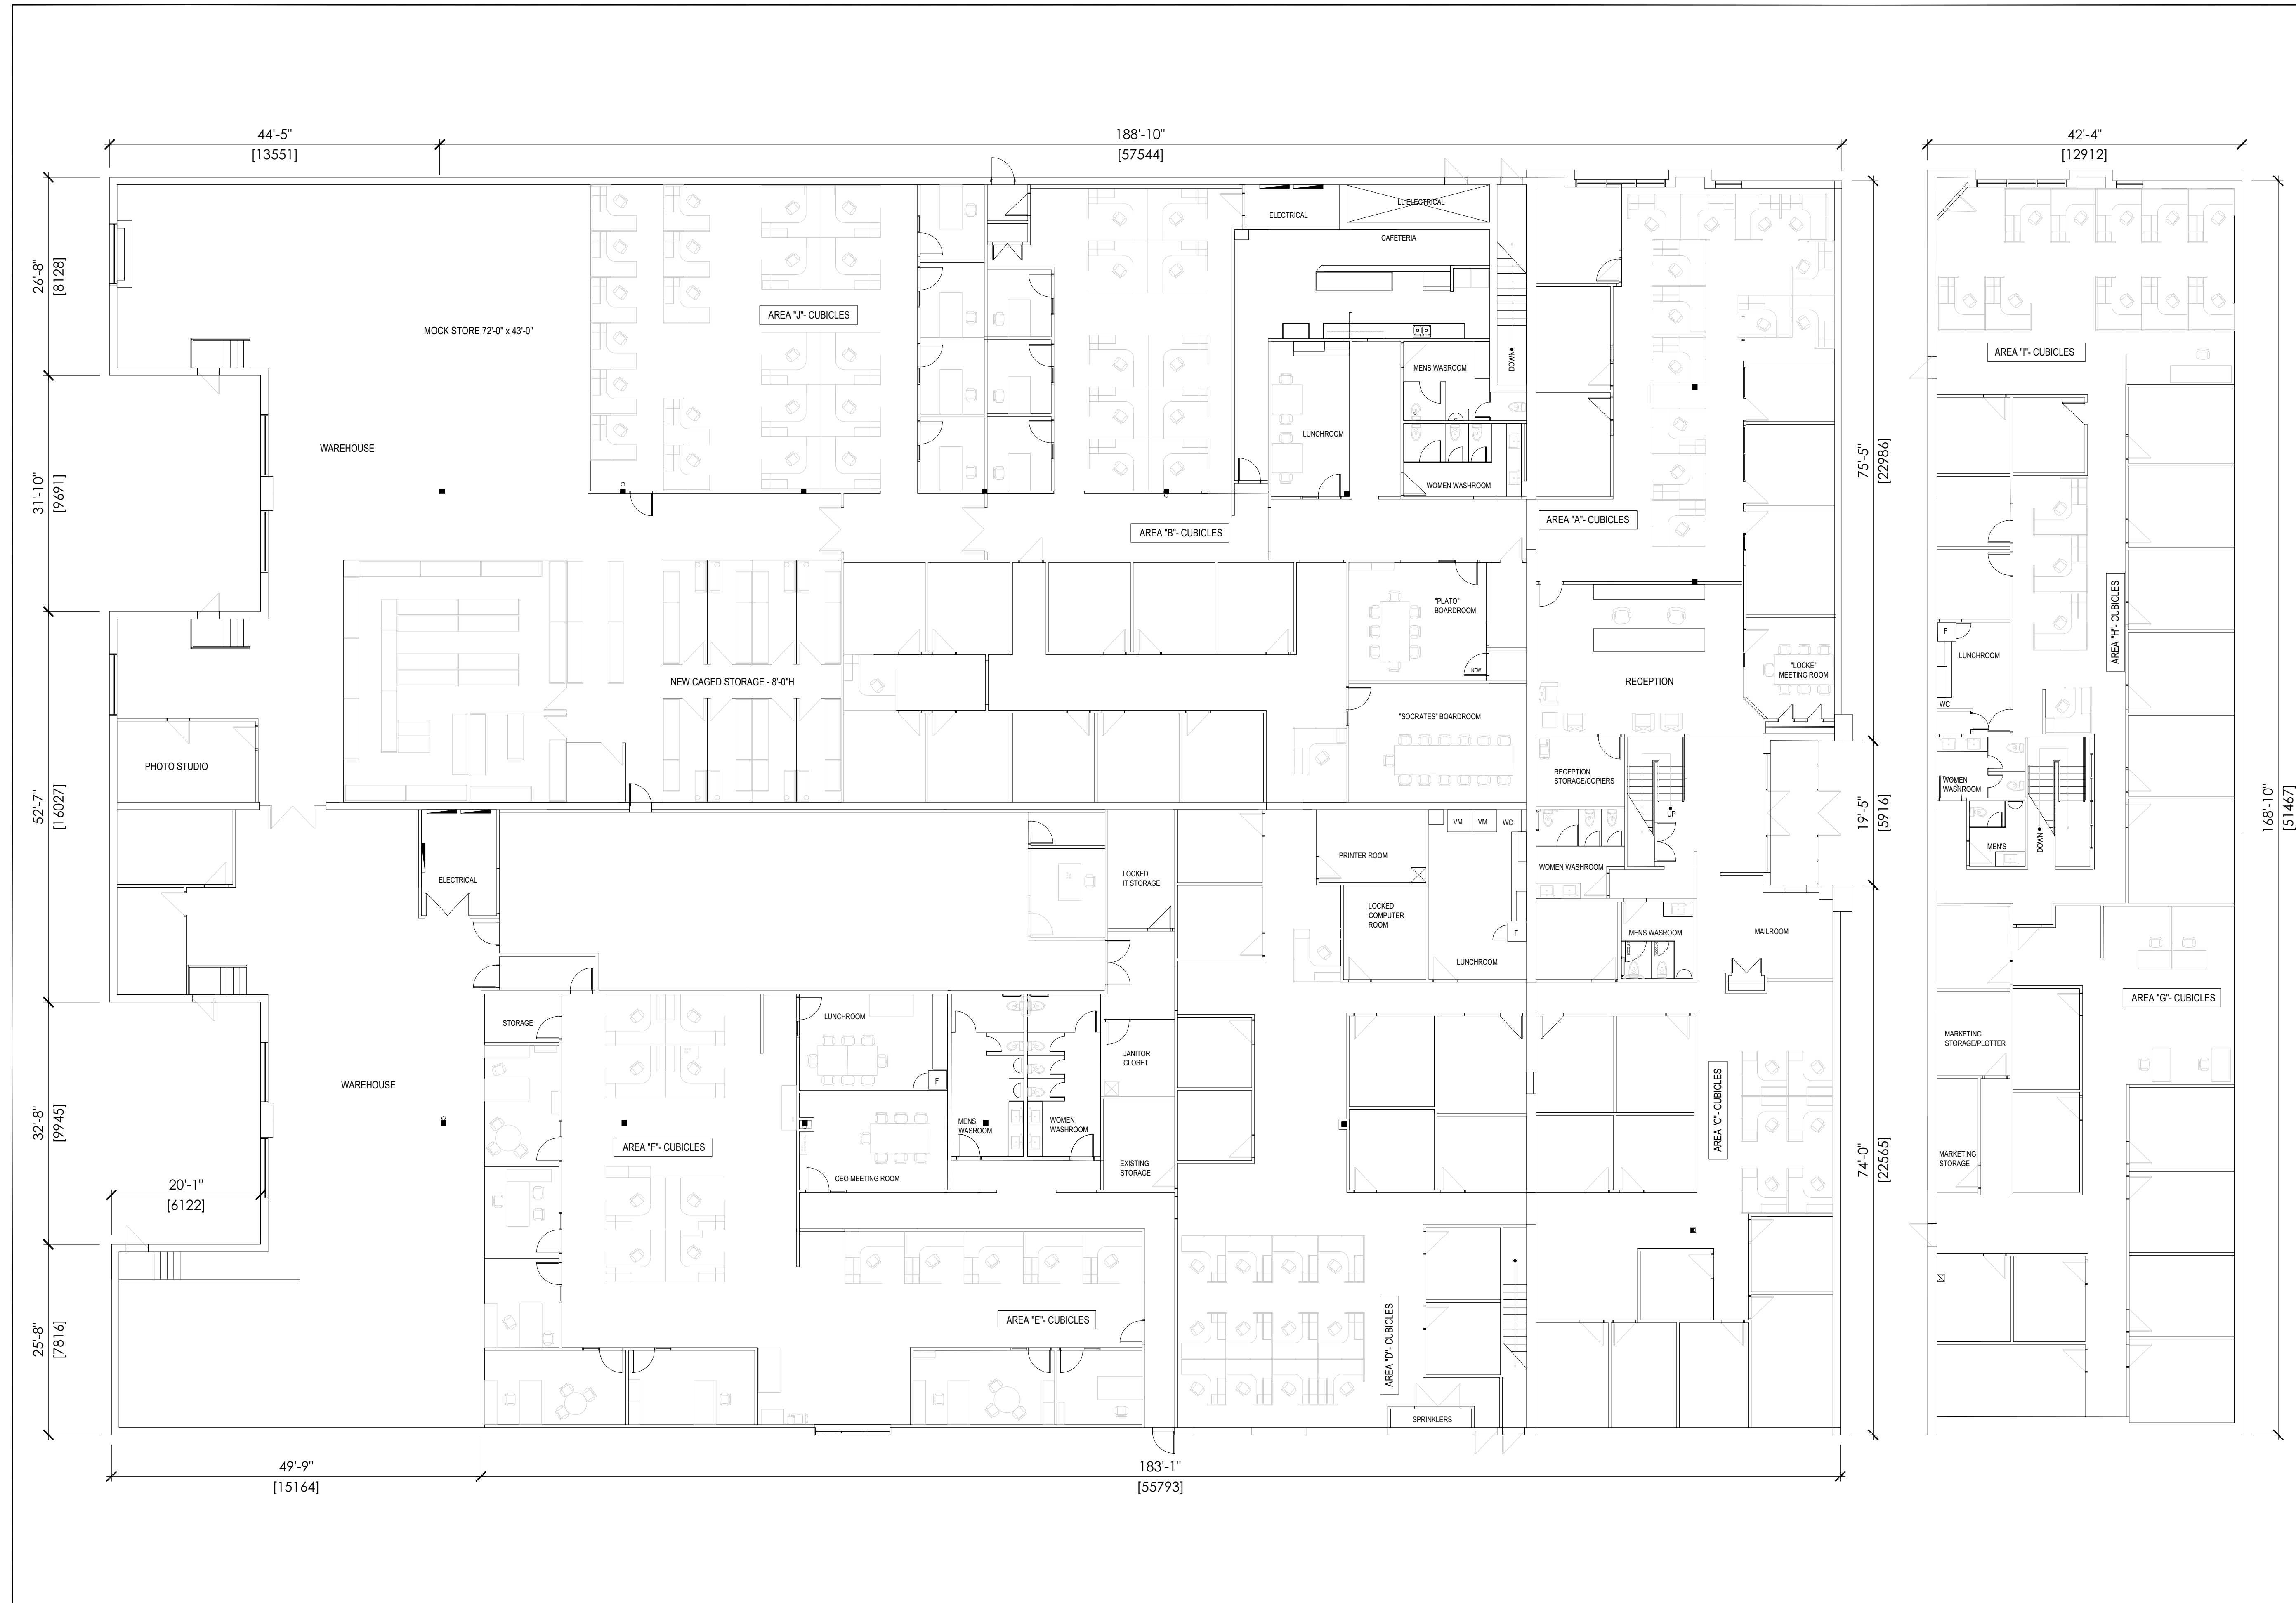 44'-5"
[13551]
188'-10"
[57544]
42'-4"
[12912]
26'-8"
[8128]
31'-10"
[9691]
52'-7"
[16027]
32'-8"
[9945]
25'-8"
[7816]
20'-1"
[6122]
49'-9"
[15164]
183'-1"
[55793]
75'-5"
[22986]
19'-5"
[5916]
74'-0"
[22565]
168'-10"
[51467]
MOCK STORE 72'-0" x 43'-0"
WAREHOUSE
AREA "J"- CUBICLES
ELECTRICAL
LL ELECTRICAL
CAFETERIA
DOWN
MENS WASROOM
LUNCHROOM
WOMEN WASHROOM
AREA "B"- CUBICLES
AREA "A"- CUBICLES
"PLATO"
BOARDROOM
NEW
"SOCRATES" BOARDROOM
RECEPTION
"LOCKE"
MEETING ROOM
NEW CAGED STORAGE - 8'-0"H
PHOTO STUDIO
RECEPTION
STORAGE/COPIERS
UP
ELECTRICAL
LOCKED
IT STORAGE
PRINTER ROOM
VM
VM
WC
LOCKED
COMPUTER
ROOM
F
LUNCHROOM
WOMEN WASHROOM
MENS WASROOM
MAILROOM
WAREHOUSE
STORAGE
LUNCHROOM
F
JANITOR
CLOSET
MENS
WASROOM
WOMEN
WASHROOM
AREA "F"- CUBICLES
CEO MEETING ROOM
EXISTING
STORAGE
AREA "E"- CUBICLES
AREA "D"- CUBICLES
AREA "C"- CUBICLES
SPRINKLERS
AREA "I"- CUBICLES
AREA "H"- CUBICLES
F
LUNCHROOM
WC
WOMEN
WASHROOM
MEN'S
DOWN
AREA "G"- CUBICLES
MARKETING
STORAGE/PLOTTER
MARKETING
STORAGE